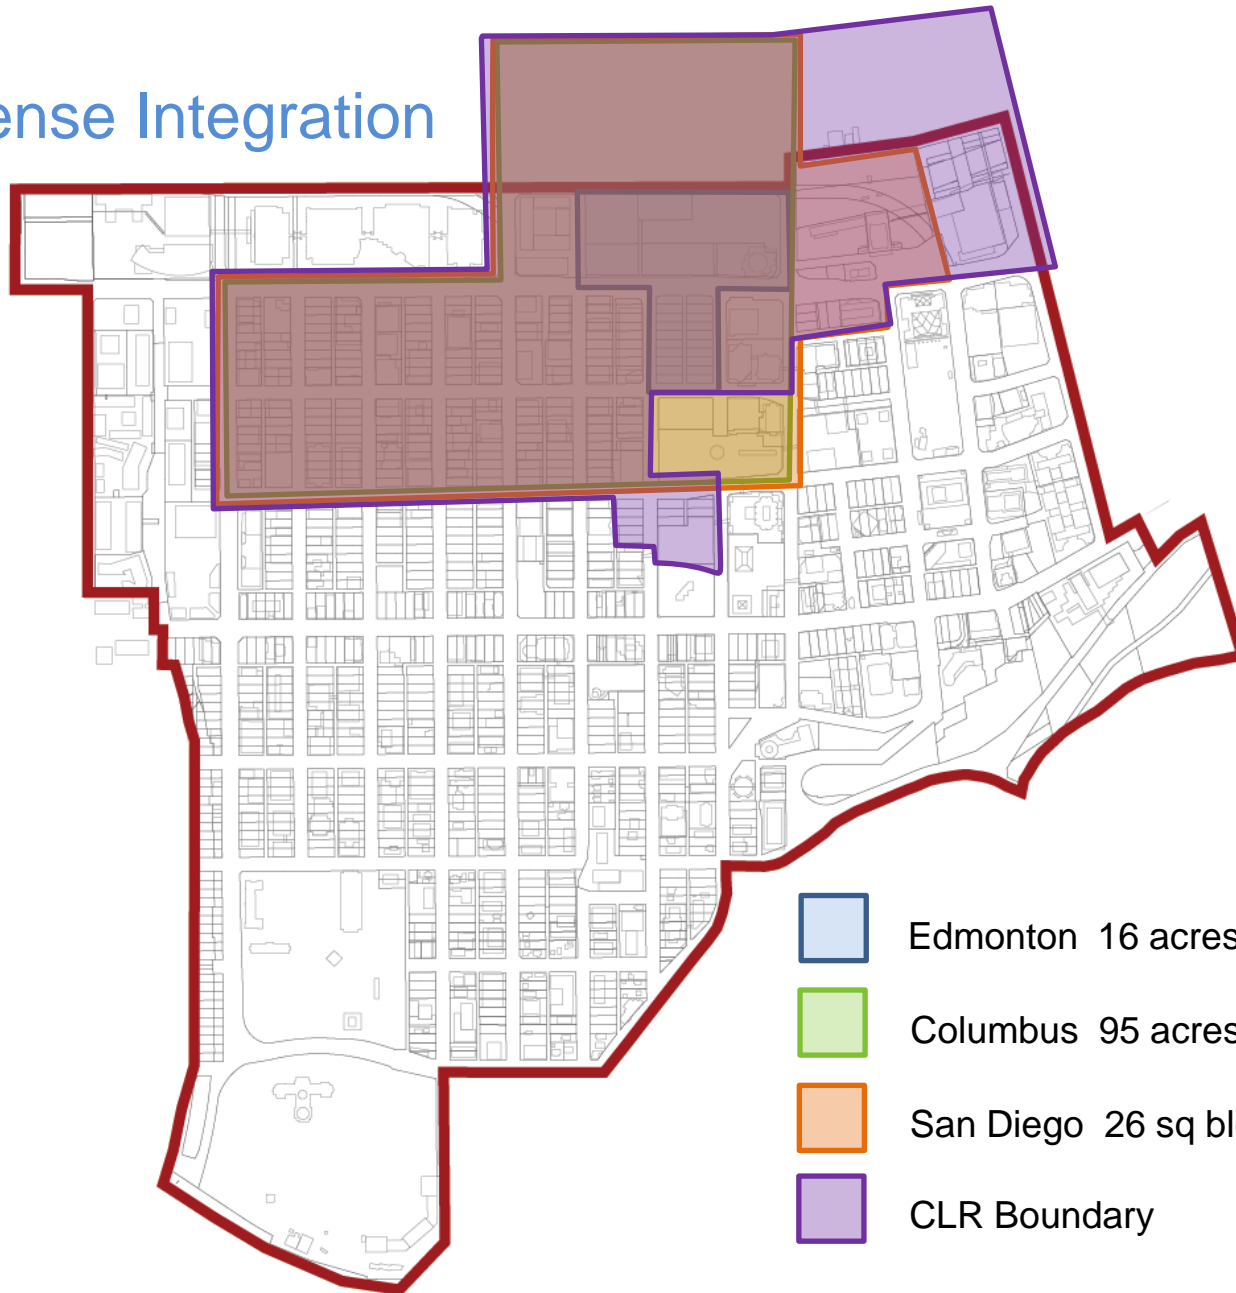 ense Integration
Edmonton 16 acres
Columbus 95 acres
San Diego 26 sq bl
CLR Boundary